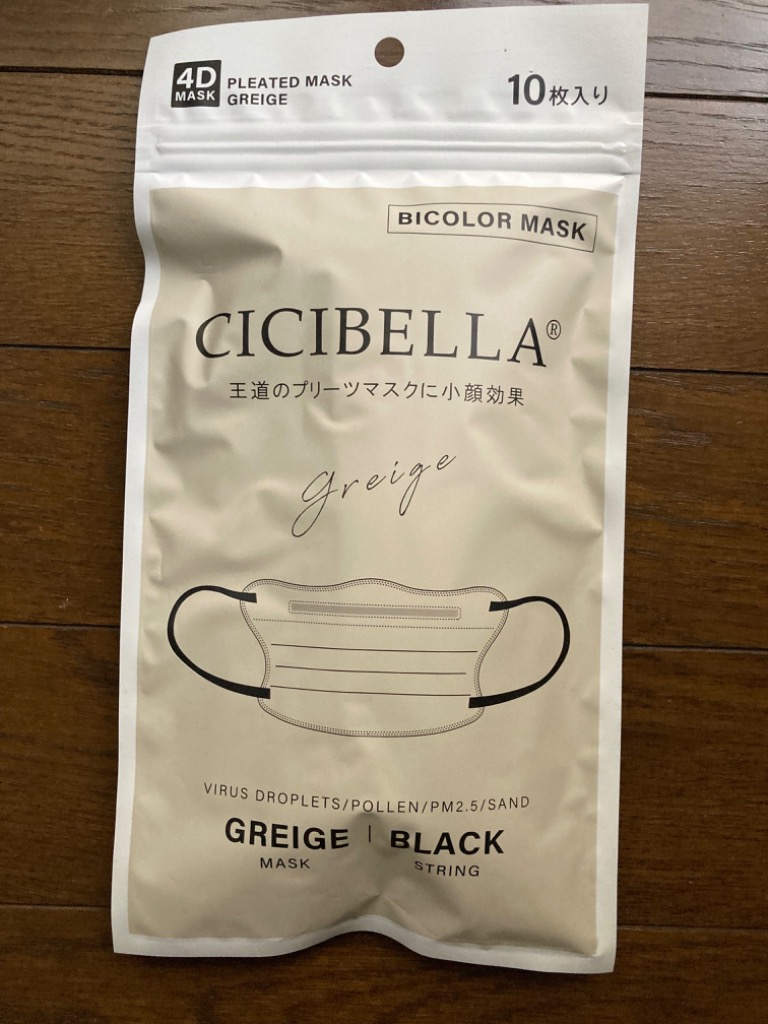 4D
MASK
PLEATED MASK
GREIGE
10枚入り
BICOLOR MASK
CICIBELLA®
王道のプリーツマスクに小顔効果
greige
VIRUS DROPLETS/POLLEN/PM2.5/SAND
GREIGE | BLACK
MASK STRING